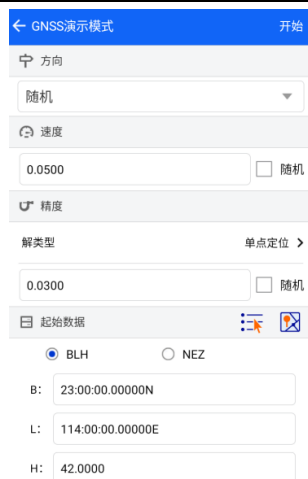 GNSS演示模式 开始
方向
随机
速度
0.0500 随机
精度
解类型 单点定位
0.0300 随机
起始数据
BLH NEZ
B: 23:00:00.00000N
L: 114:00:00.00000E
H: 42.0000